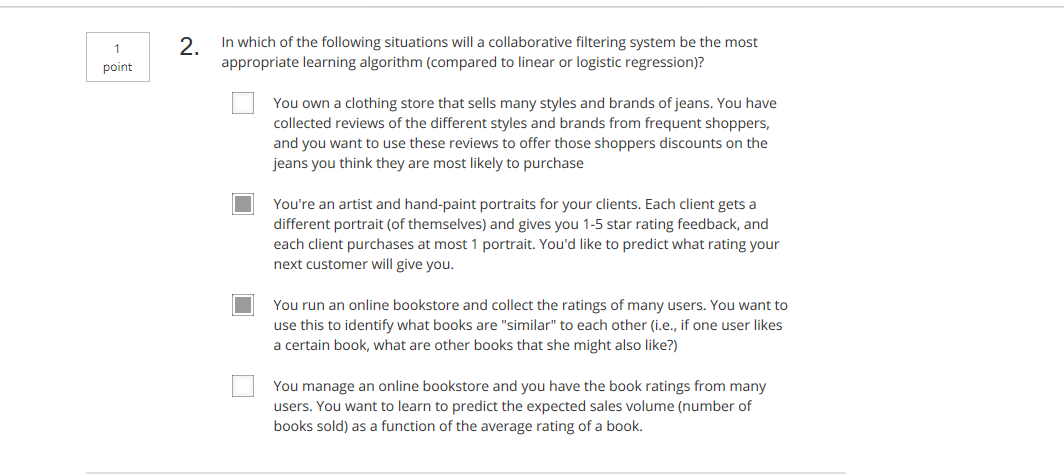 1
point
2.
In which of the following situations will a collaborative filtering system be the most
appropriate learning algorithm (compared to linear or logistic regression)?
You own a clothing store that sells many styles and brands of jeans. You have
collected reviews of the different styles and brands from frequent shoppers,
and you want to use these reviews to offer those shoppers discounts on the
jeans you think they are most likely to purchase
You're an artist and hand-paint portraits for your clients. Each client gets a
different portrait (of themselves) and gives you 1-5 star rating feedback, and
each client purchases at most 1 portrait. You'd like to predict what rating your
next customer will give you.
You run an online bookstore and collect the ratings of many users. You want to
use this to identify what books are "similar" to each other (i.e., if one user likes
a certain book, what are other books that she might also like?)
You manage an online bookstore and you have the book ratings from many
users. You want to learn to predict the expected sales volume (number of
books sold) as a function of the average rating of a book.